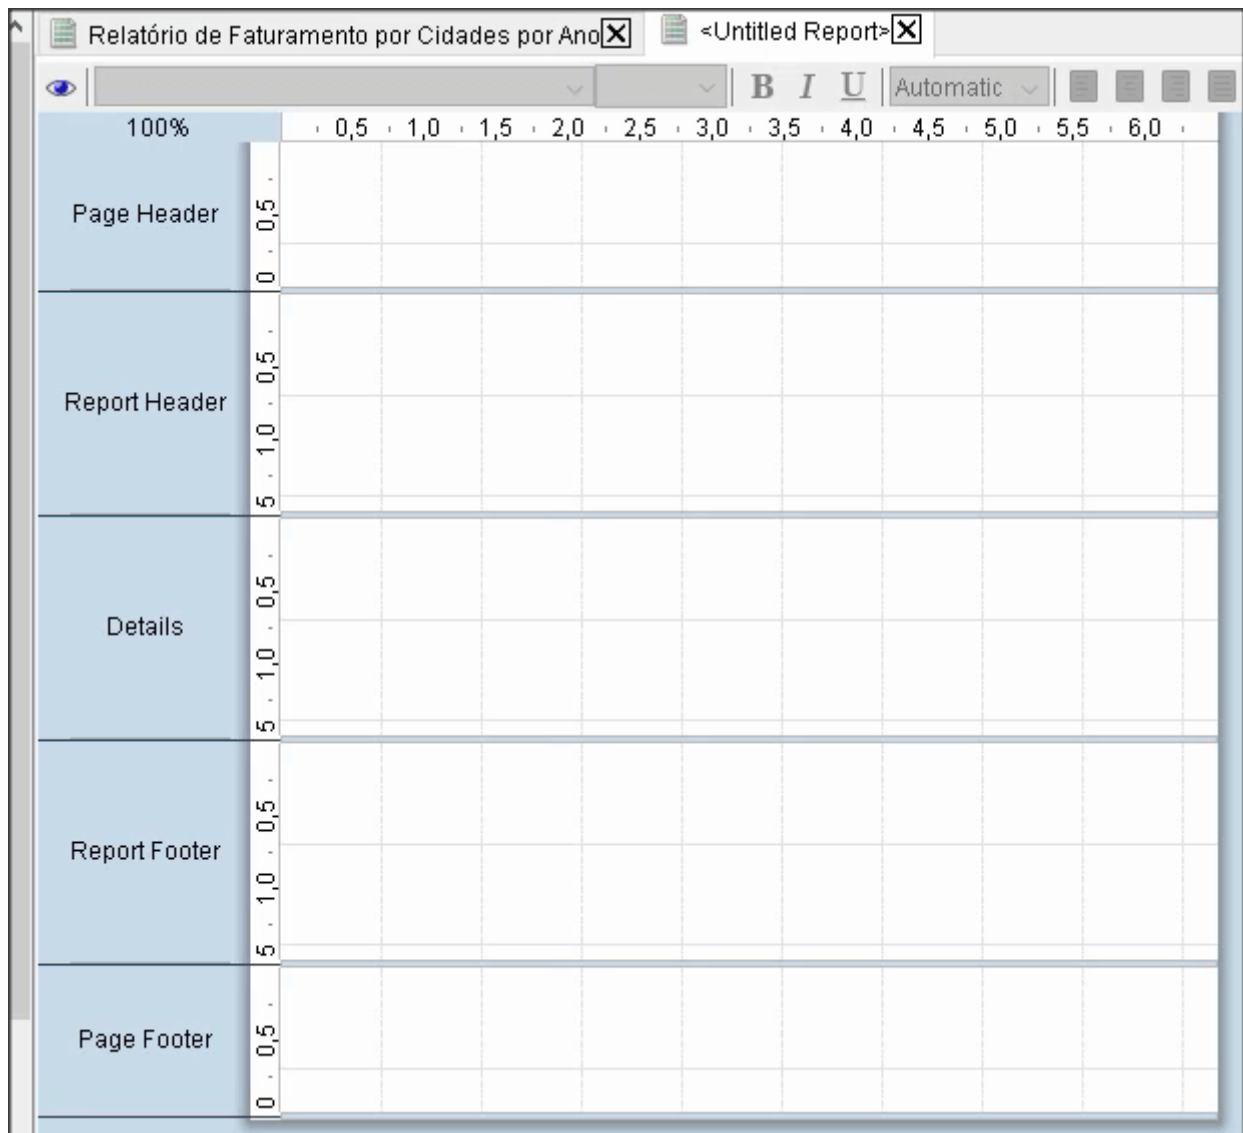 Relatório de Faturamento por Cidades por Ano <Untitled Report>
B I U Automatic
100% 0,5 1,0 1,5 2,0 2,5 3,0 3,5 4,0 4,5 5,0 5,5 6,0
Page Header
0,5
0
Report Header
0,5
1,0
5
Details
0,5
1,0
5
Report Footer
0,5
1,0
5
Page Footer
0,5
0